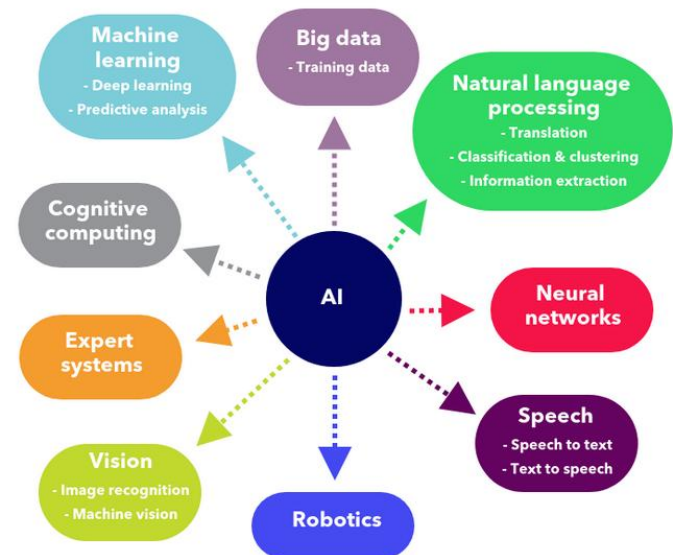 Machine
learning
- Deep learning
- Predictive analysis
Big data
- Training data
Natural language
processing
- Translation
- Classification & clustering
- Information extraction
Cognitive
computing
AI
Neural
networks
Expert
systems
Speech
- Speech to text
- Text to speech
Vision
- Image recognition
- Machine vision
Robotics